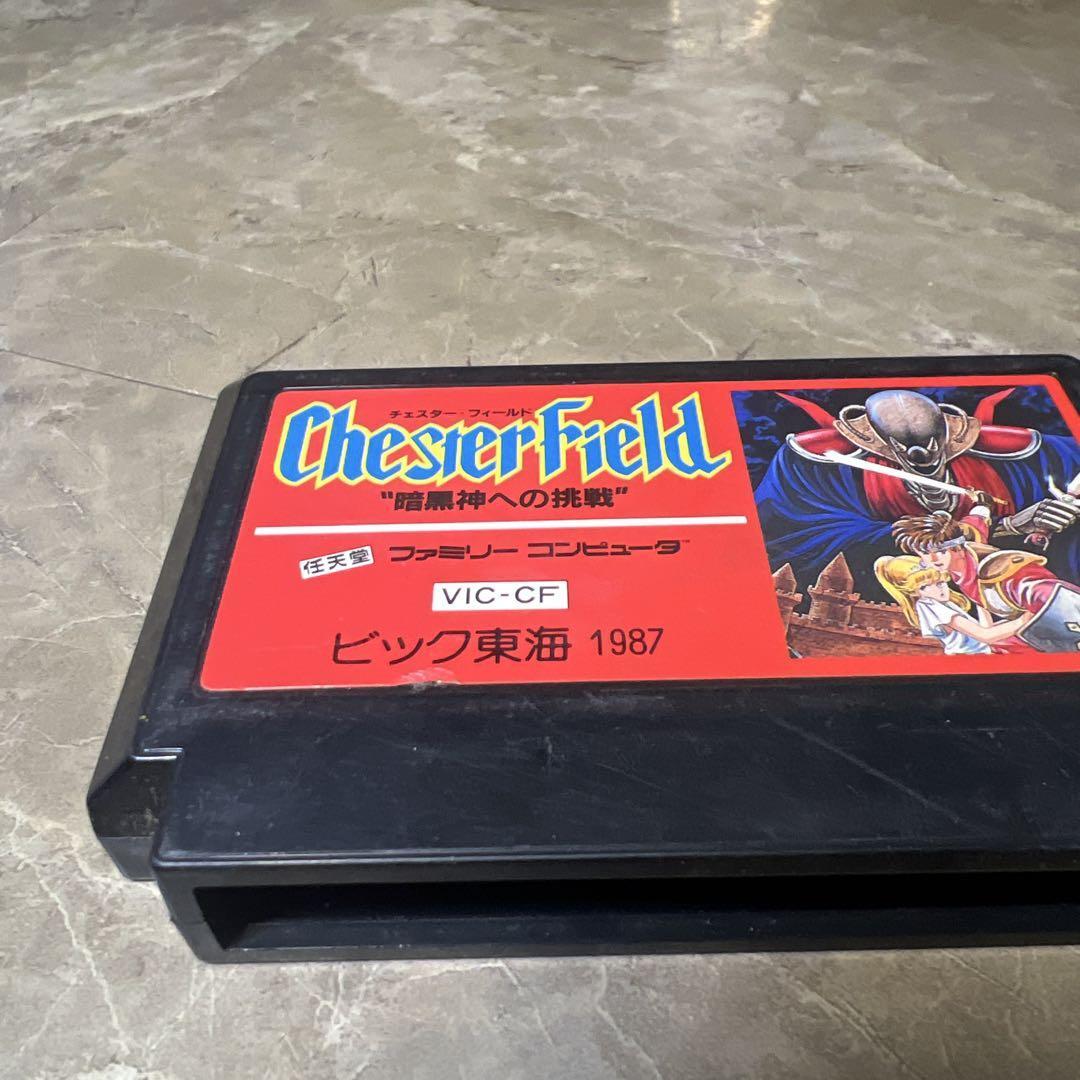 チェスター・フィールド
ChesterField
"暗黒神への挑戦"
任天堂 ファミリー コンピュータ™
VIC-CF
ビック東海 1987